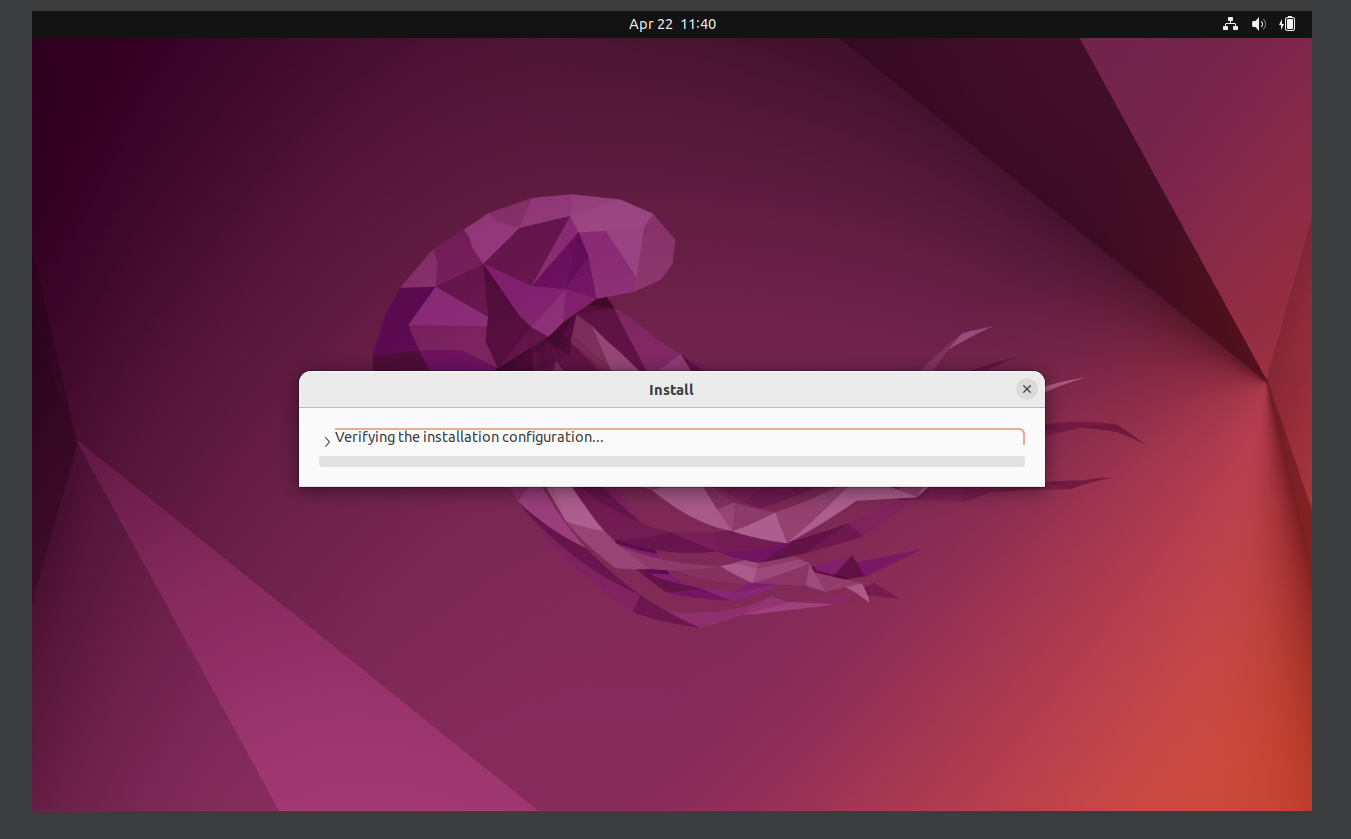 Apr 22 11:40
Install
Verifying the installation configuration...